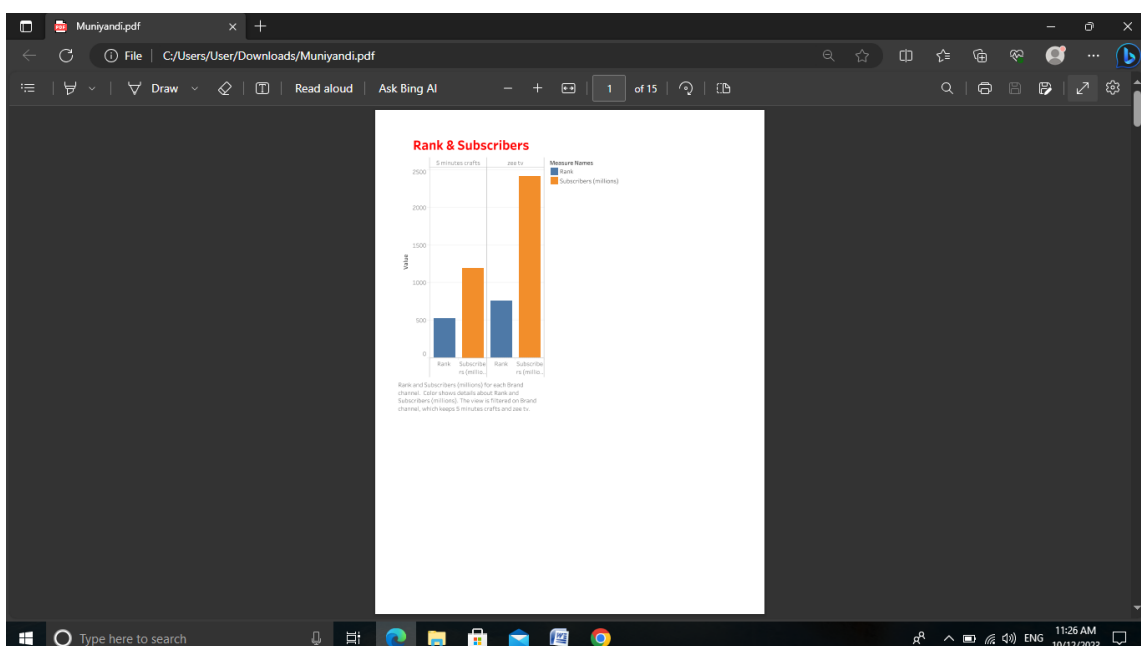 Muniyandi.pdf
File | C:/Users/User/Downloads/Muniyandi.pdf
Draw Read aloud Ask Bing AI 1 of 15
Rank & Subscribers
5 minutes crafts zee tv
Measure Names
Rank
Subscribers (millions)
2500
2000
1500
Value
1000
500
0
Rank Subscribe Rank Subscribe
rs (millio.. rs (millio..
Rank and Subscribers (millions) for each Brand
channel. Color shows details about Rank and
Subscribers (millions). The view is filtered on Brand
channel, which keeps 5 minutes crafts and zee tv.
Type here to search
ENG
11:26 AM
10/12/2023